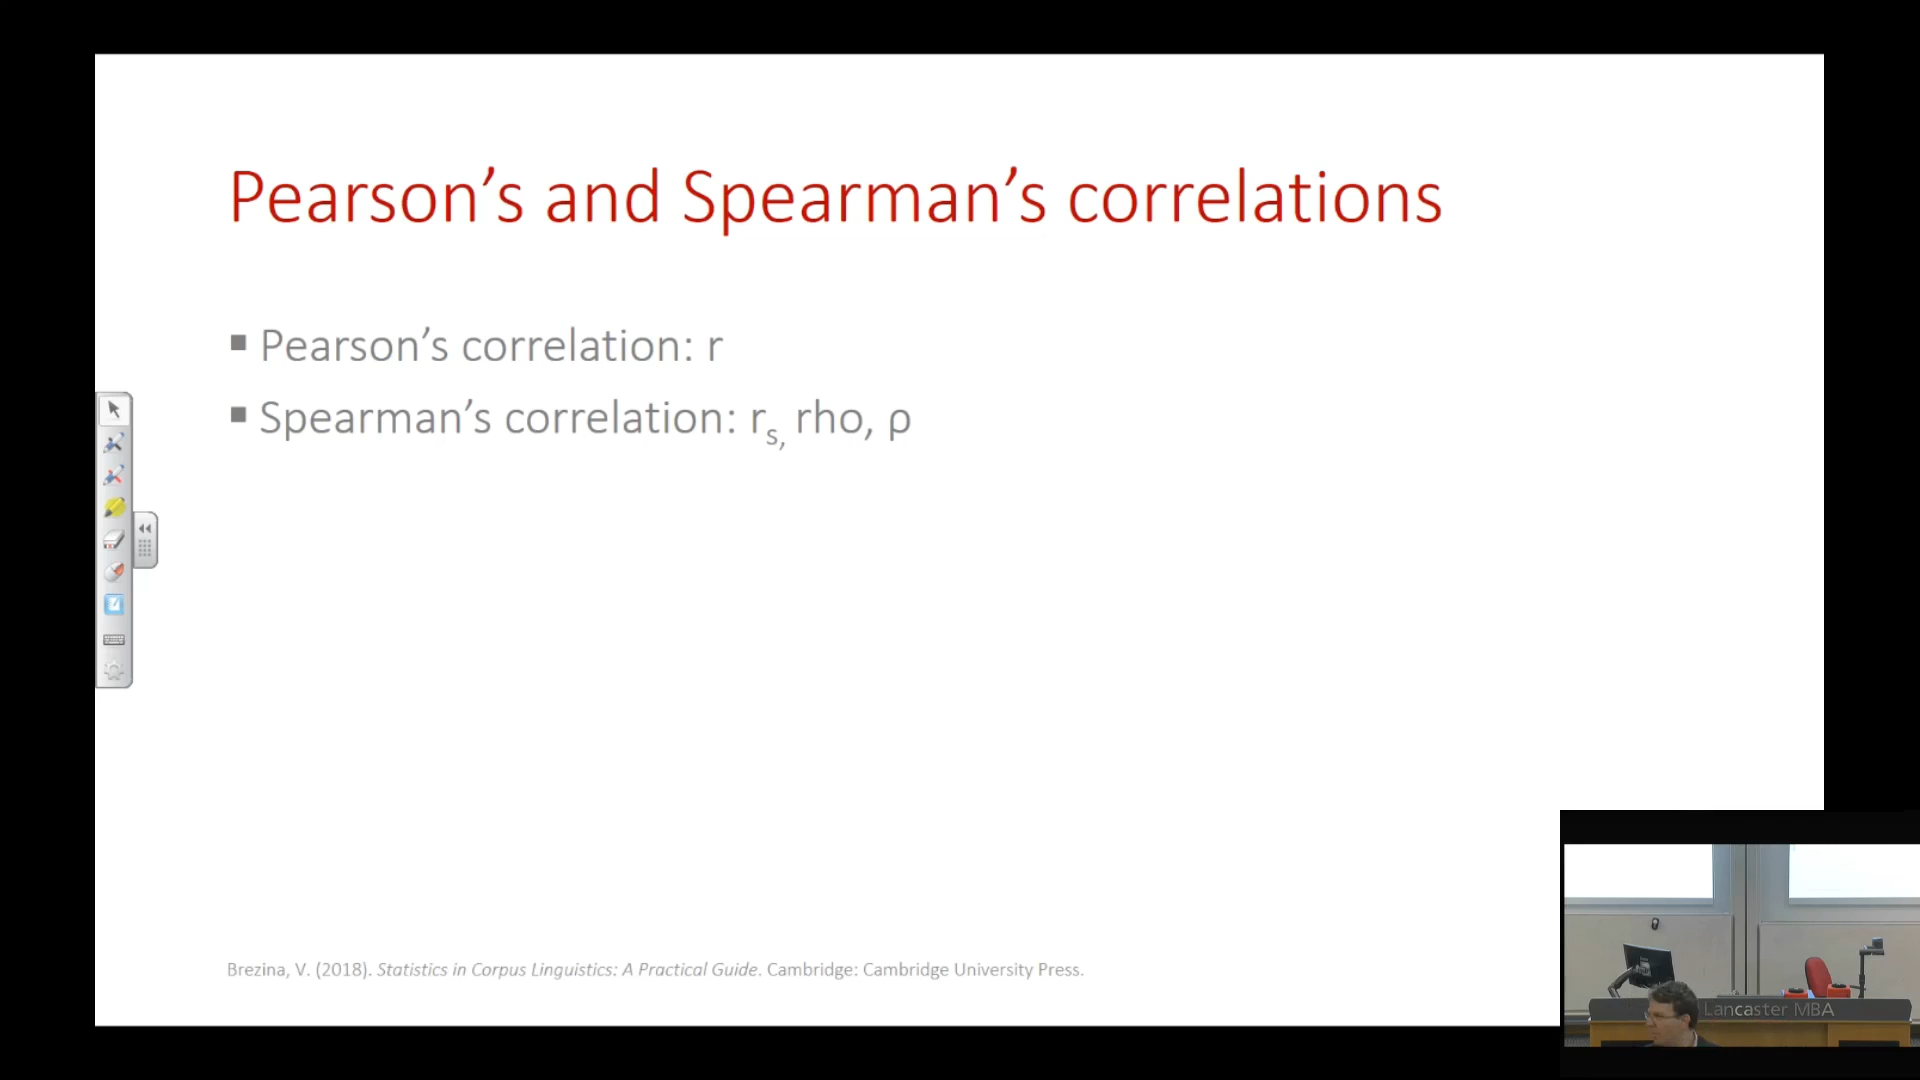 Pearson’s and Spearman’s correlations
▪ Pearson’s correlation: r
▪ Spearman’s correlation: rs, rho, ρ
Brezina, V. (2018). Statistics in Corpus Linguistics: A Practical Guide. Cambridge: Cambridge University Press.
Lancaster MBA